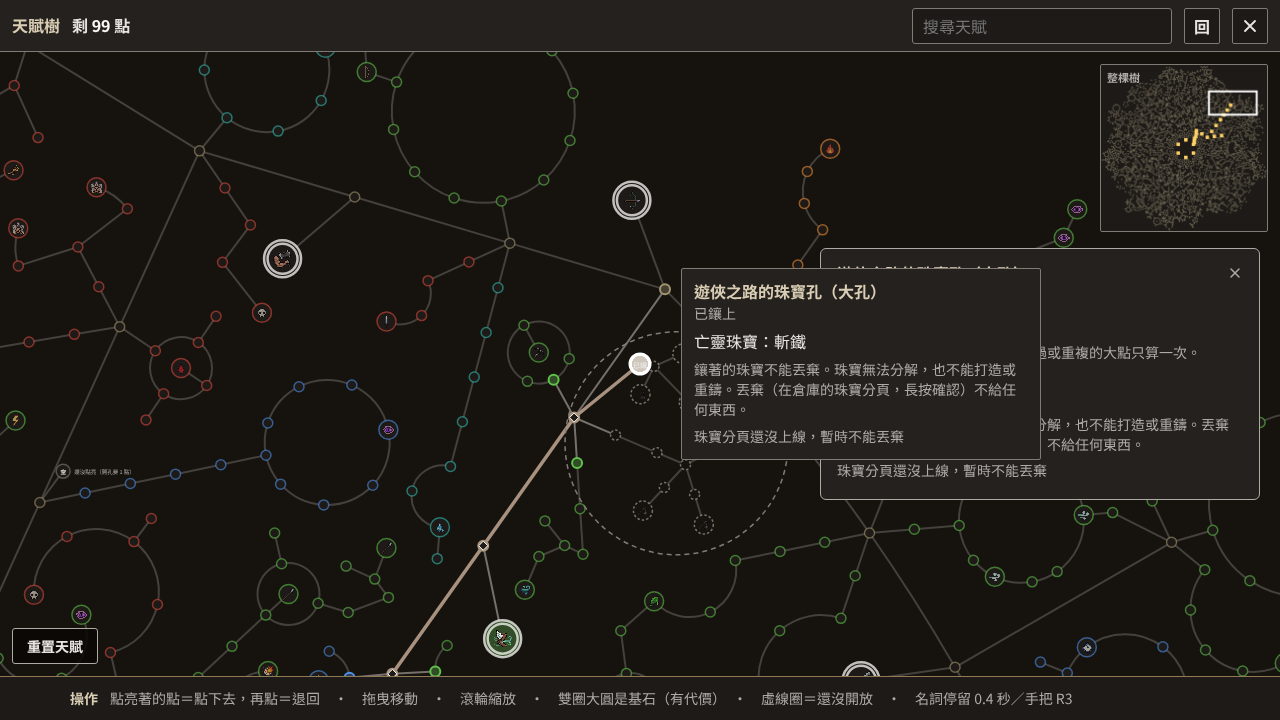 天賦樹 剩 99 點
搜尋天賦
回
整棵樹
遊俠之路的珠寶孔（大孔）
已鑲上
亡靈珠寶：斬鐵
鑲著的珠寶不能丟棄。珠寶無法分解，也不能打造或
重鑄。丟棄（在倉庫的珠寶分頁，長按確認）不給任
何東西。
珠寶分頁還沒上線，暫時不能丟棄
過或重複的大點只算一次。
分解，也不能打造或重鑄。丟棄
不給任何東西。
珠寶分頁還沒上線，暫時不能丟棄
重置天賦
操作 點亮著的點＝點下去，再點＝退回 • 拖曳移動 • 滾輪縮放 • 雙圈大圓是基石（有代價） • 虛線圈＝還沒開放 • 名詞停留 0.4 秒／手把 R3